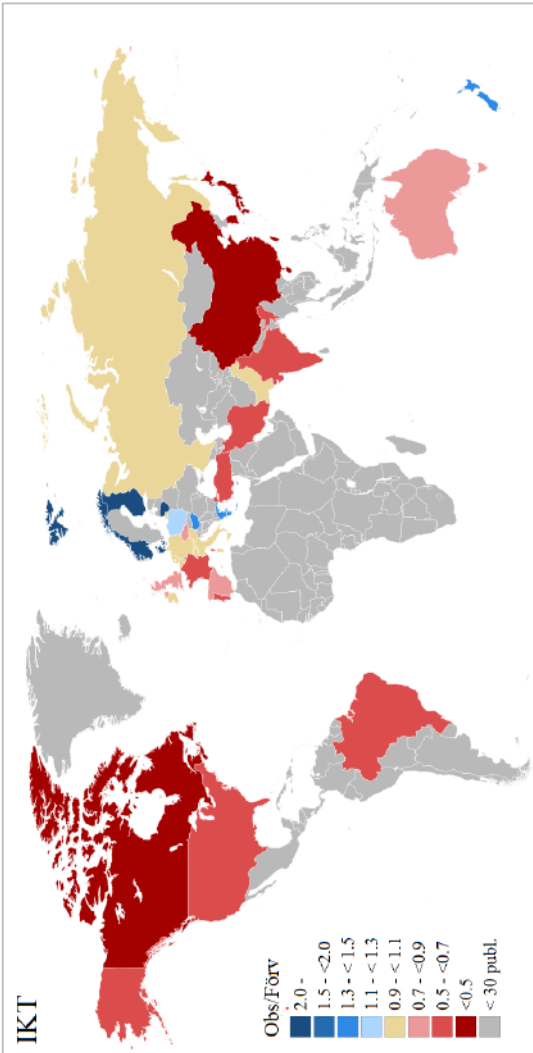 IKT
Obs/Förv
2.0 -
1.5 - <2.0
1.3 - < 1.5
1.1 - < 1.3
0.9 - < 1.1
0.7 - <0.9
0.5 - <0.7
<0.5
< 30 publ.